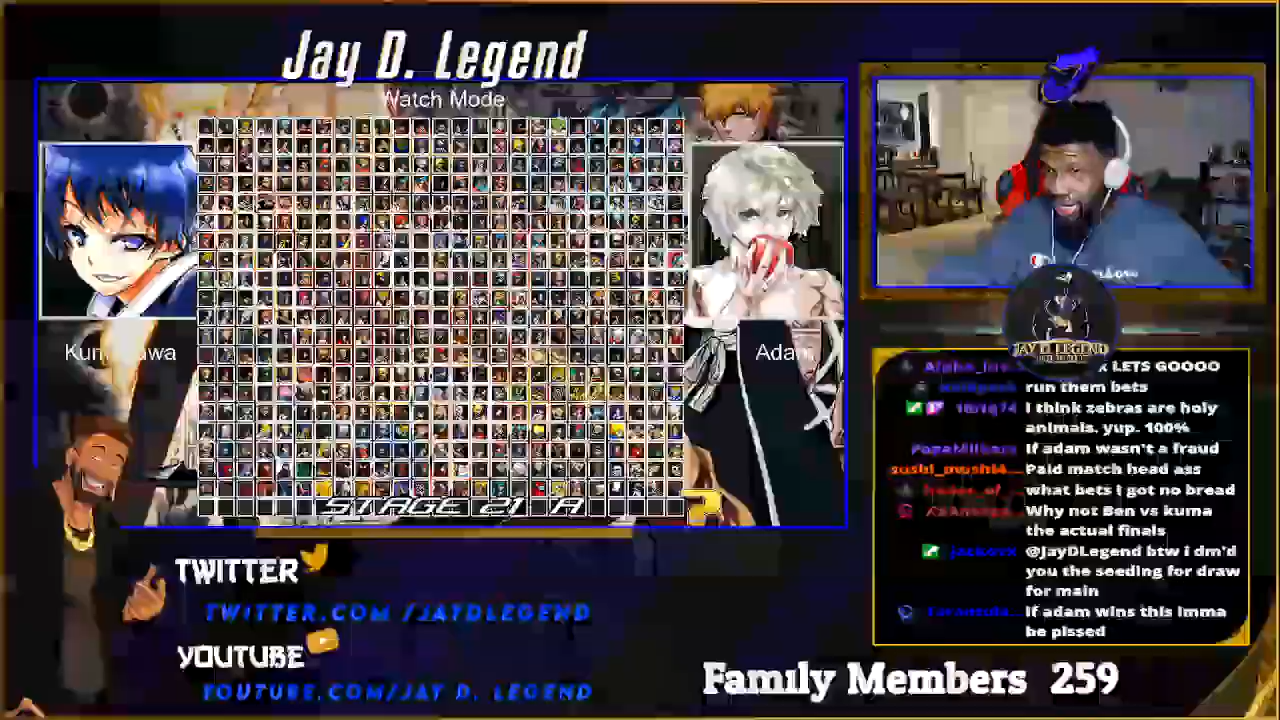 Jay D. Legend
Watch Mode
Adam
STAGE 21 A
TWITTER
TWITTER.COM /JAYDLEGEND
YOUTUBE
YOUTUBE.COM/JAY D. LEGEND
JAY D LEGEND
LETS GOOOO
run them bets
I think zebras are holy
animals. yup. 100%
If adam wasn't a fraud
Paid match head ass
what bets I got no bread
Why not Ben vs kuma
the actual finals
@JayDLegend btw i dm'd
you the seeding for draw
for main
If adam wins this imma
be pissed
Family Members 259